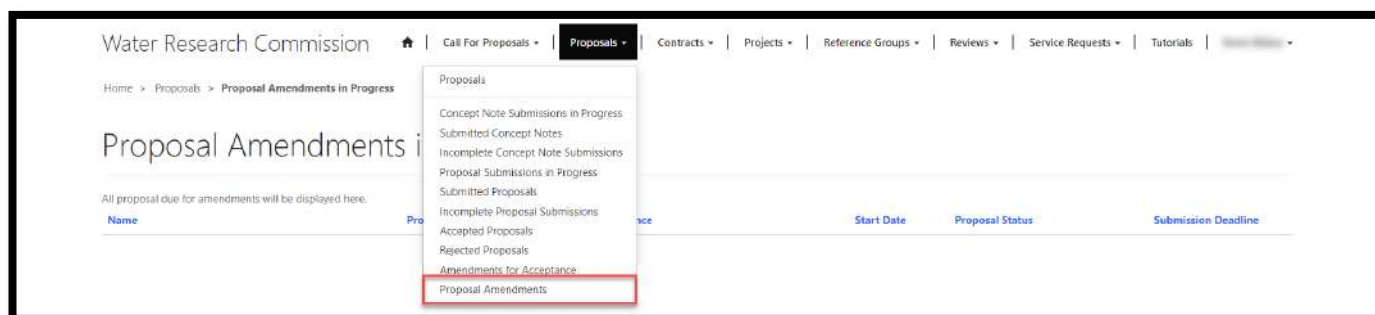 Water Research Commission | Call For Proposals | Proposals | Contracts | Projects | Reference Groups | Reviews | Service Requests | Tutorials |
Home > Proposals > Proposal Amendments in Progress
Proposals
Concept Note Submissions in Progress
Submitted Concept Notes
Incomplete Concept Note Submissions
Proposal Submissions in Progress
Submitted Proposals
Incomplete Proposal Submissions
Accepted Proposals
Rejected Proposals
Amendments for Acceptance
Proposal Amendments
Proposal Amendments i
All proposal due for amendments will be displayed here.
Name Pro nce Start Date Proposal Status Submission Deadline